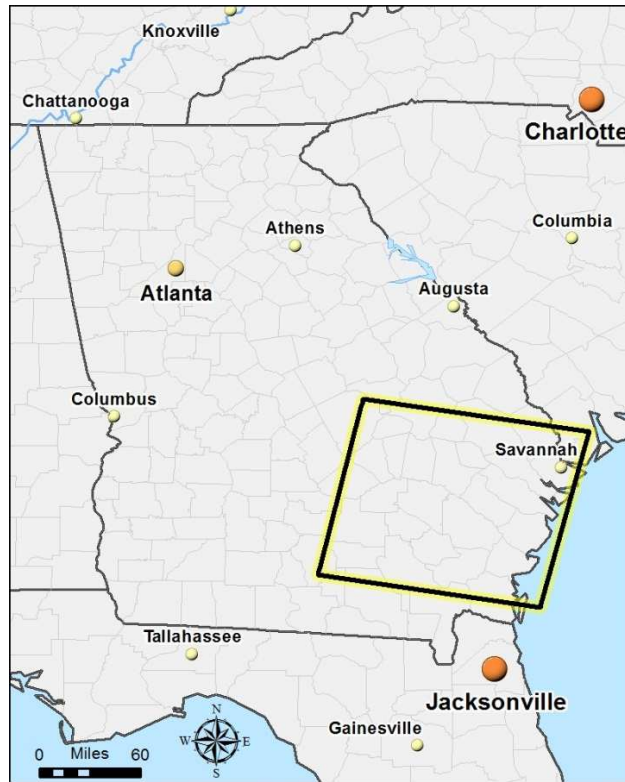 Knoxville
Chattanooga
Charlotte
Athens
Columbia
Atlanta
Augusta
Columbus
Savannah
Tallahassee
Jacksonville
Gainesville
N
W E
S
0 Miles 60